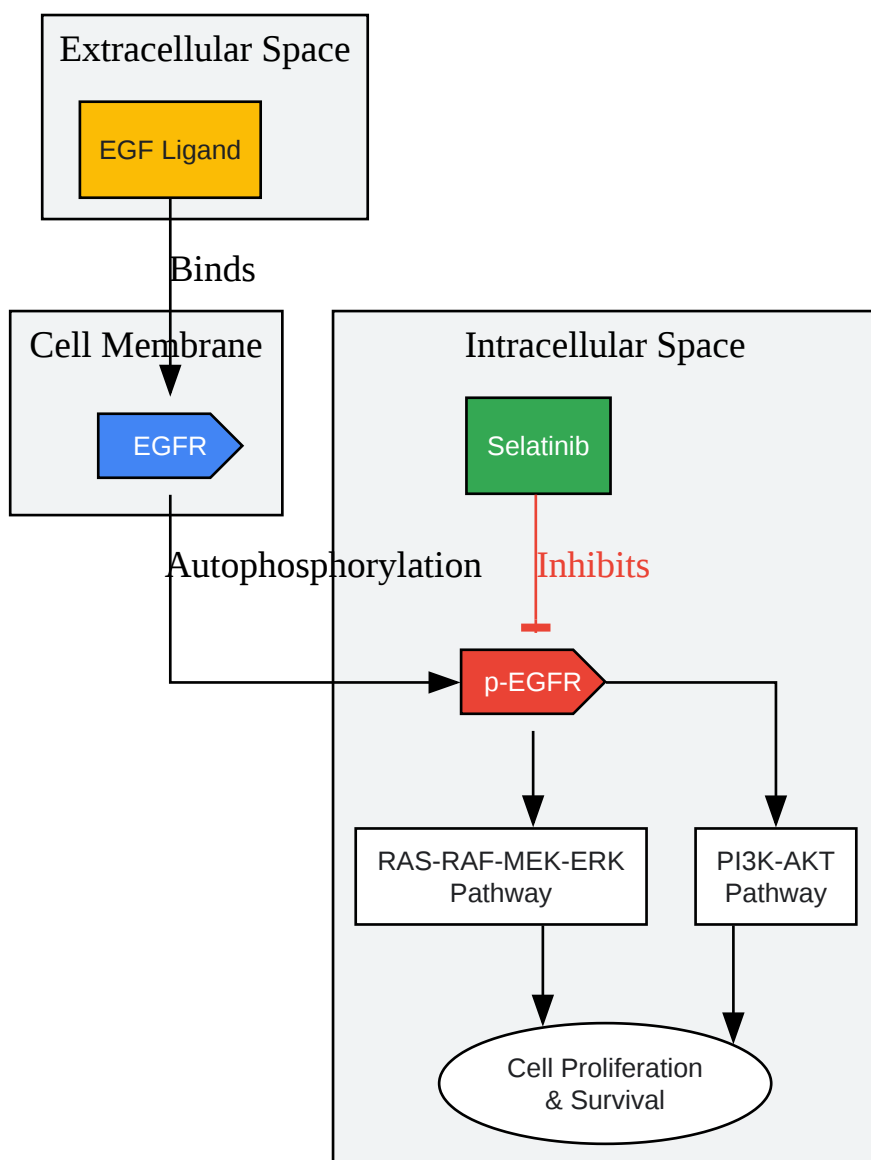 Extracellular Space
EGF Ligand
Binds
Cell Membrane
EGFR
Intracellular Space
Selatinib
Autophosphorylation
Inhibits
p-EGFR
RAS-RAF-MEK-ERK
Pathway
PI3K-AKT
Pathway
Cell Proliferation
& Survival